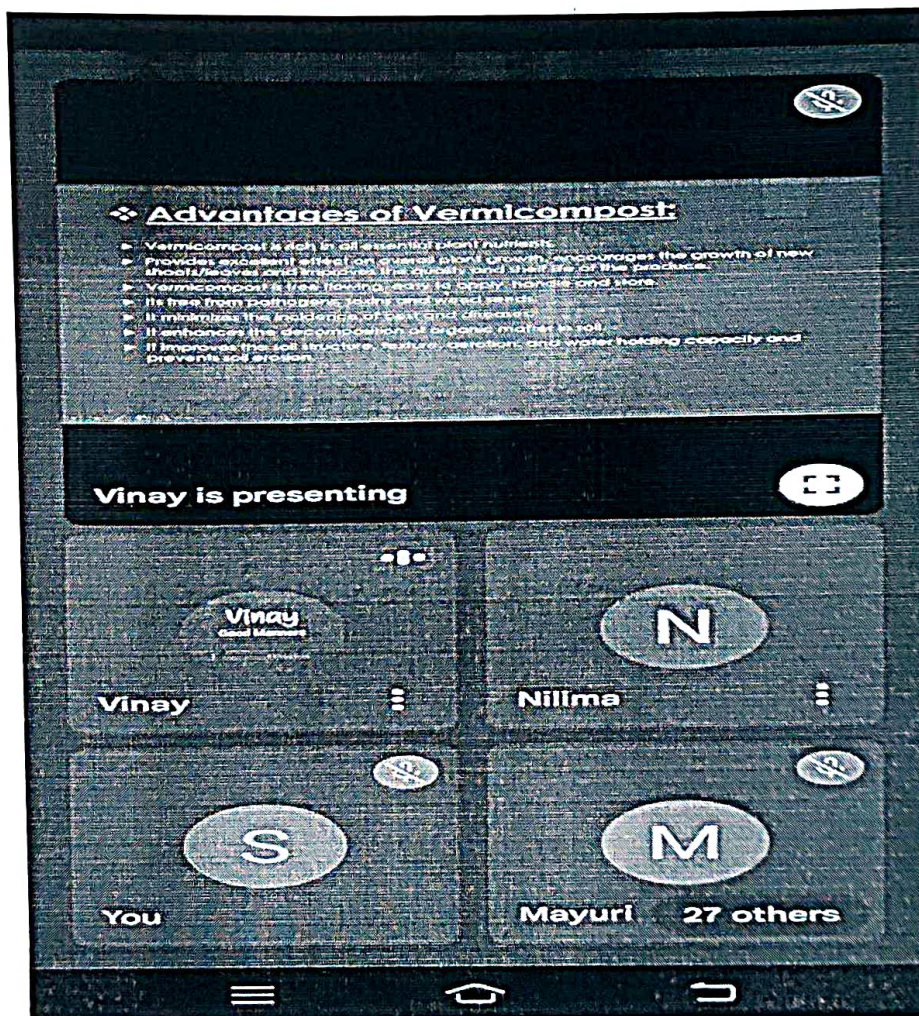 ❖ Advantages of Vermicompost:
► Vermicompost is rich in all essential plant nutrients.
► Provides excellent effect on overall plant growth, encourages the growth of new
shoots/leaves and improves the quality and shelf life of the produce.
► Vermicompost is free flowing, easy to apply, handle and store.
► Its free from pathogens, toxins and weed seeds.
► It minimizes the incidence of pest and diseases.
► It enhances the decomposition of organic matter in soil.
► It improves the soil structure, texture, aeration, and water holding capacity and
prevents soil erosion.
Vinay is presenting
Vinay
Good Manners
Vinay
N
Nilima
S
You
M
Mayuri 27 others